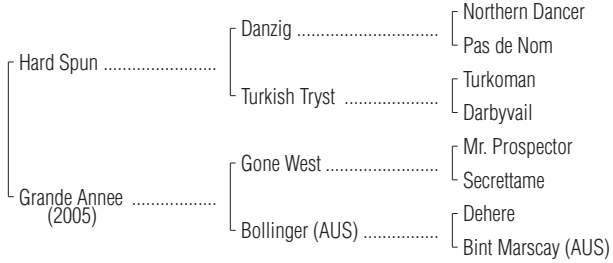 Northern Dancer
Danzig ..............................
Pas de Nom
Hard Spun ........................
Turkoman
Turkish Tryst ....................
Darbyvail
Mr. Prospector
Gone West ........................
Secrettame
Grande Annee ..................
(2005)
Dehere
Bollinger (AUS) ................
Bint Marscay (AUS)